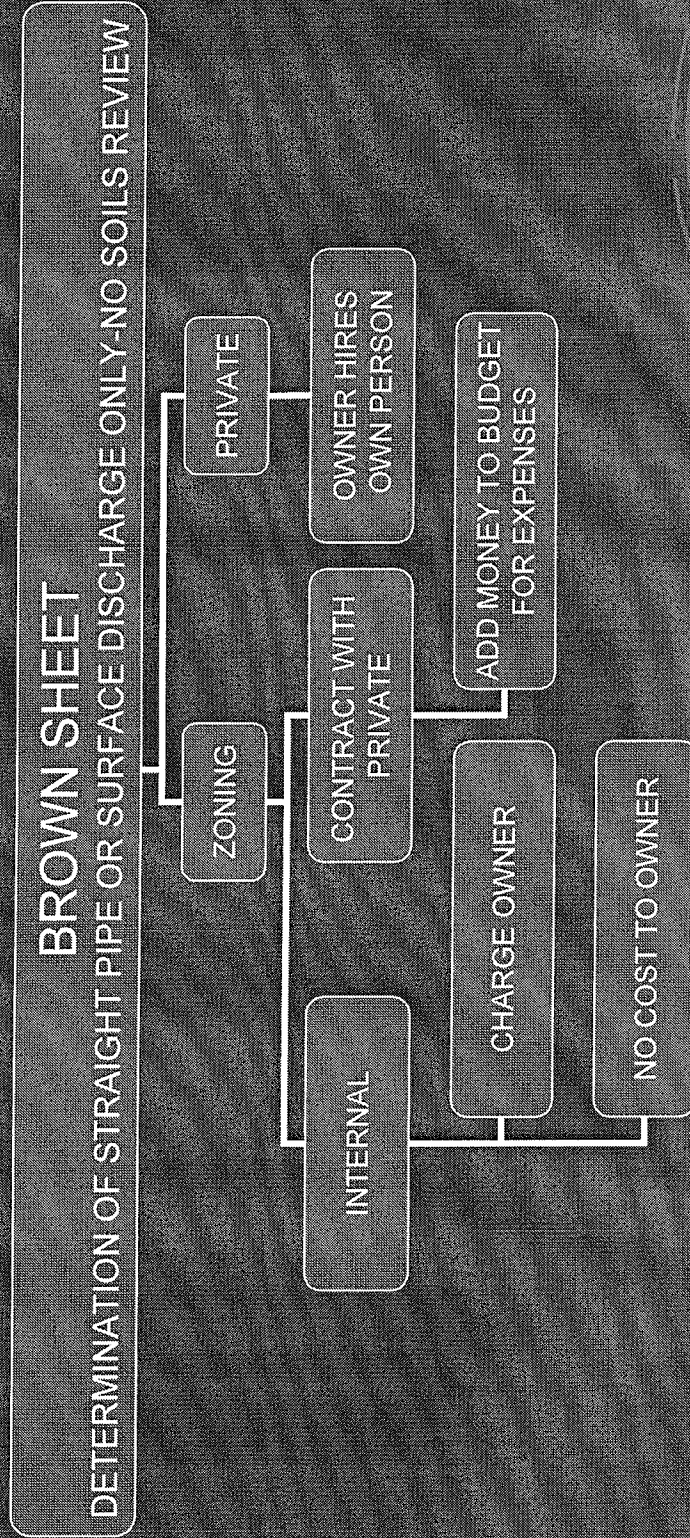 BROWN SHEET
DETERMINATION OF STRAIGHT PIPE OR SURFACE DISCHARGE ONLY-NO SOILS REVIEW
ZONING
PRIVATE
INTERNAL
CONTRACT WITH
PRIVATE
OWNER HIRES
OWN PERSON
CHARGE OWNER
ADD MONEY TO BUDGET
FOR EXPENSES
NO COST TO OWNER